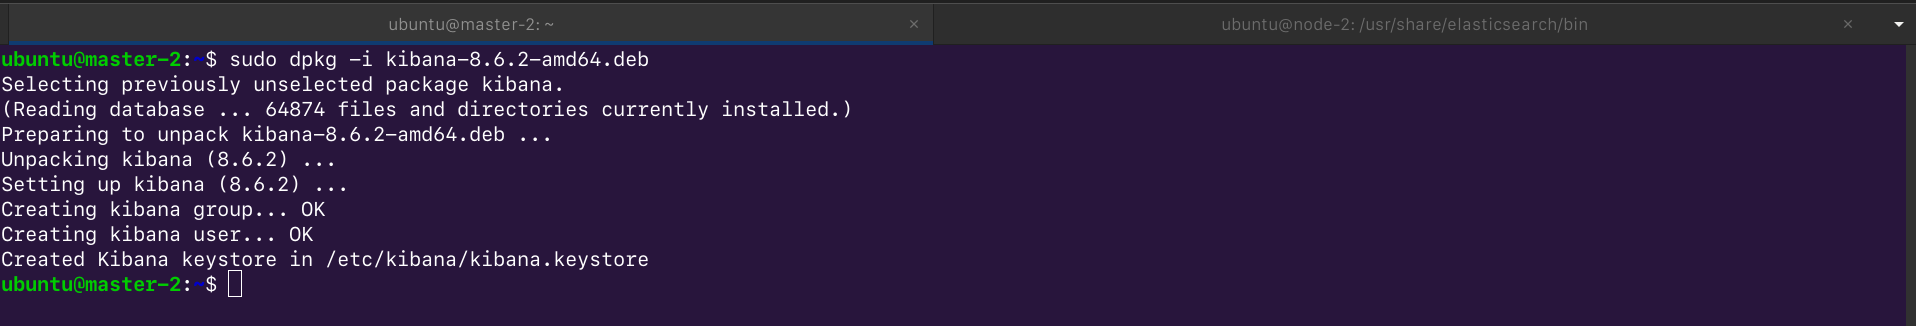 ubuntu@master-2: ~ × ubuntu@node-2: /usr/share/elasticsearch/bin ×
ubuntu@master-2:~$ sudo dpkg -i kibana-8.6.2-amd64.deb
Selecting previously unselected package kibana.
(Reading database ... 64874 files and directories currently installed.)
Preparing to unpack kibana-8.6.2-amd64.deb ...
Unpacking kibana (8.6.2) ...
Setting up kibana (8.6.2) ...
Creating kibana group... OK
Creating kibana user... OK
Created Kibana keystore in /etc/kibana/kibana.keystore
ubuntu@master-2:~$